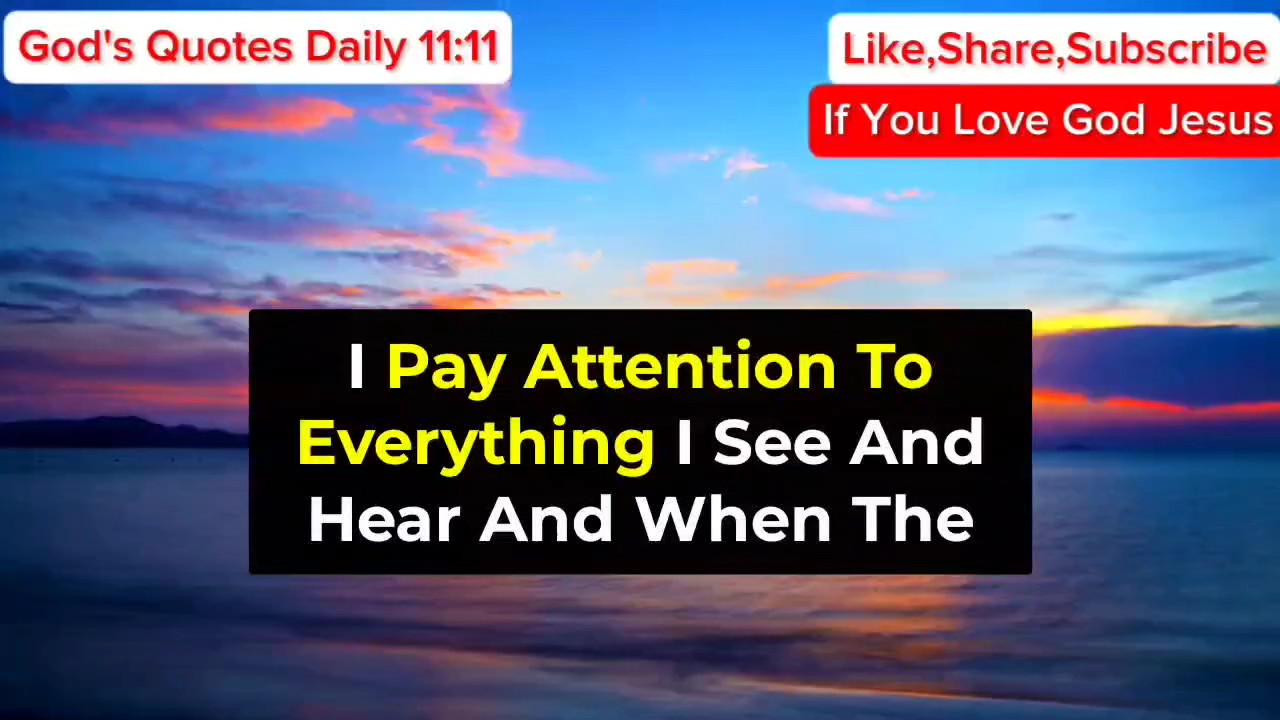 God's Quotes Daily 11:11
Like,Share,Subscribe
If You Love God Jesus
I Pay Attention To
Everything I See And
Hear And When The